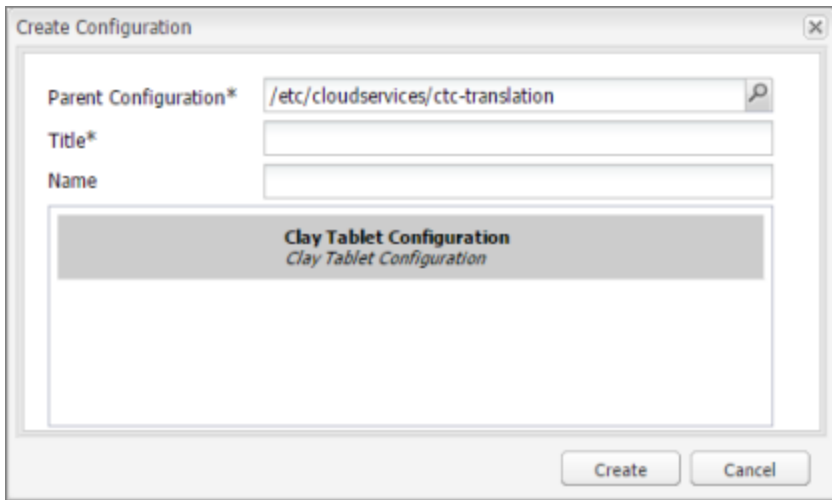 Create Configuration
Parent Configuration* /etc/cloudservices/ctc-translation
Title*
Name
Clay Tablet Configuration
Clay Tablet Configuration
Create Cancel